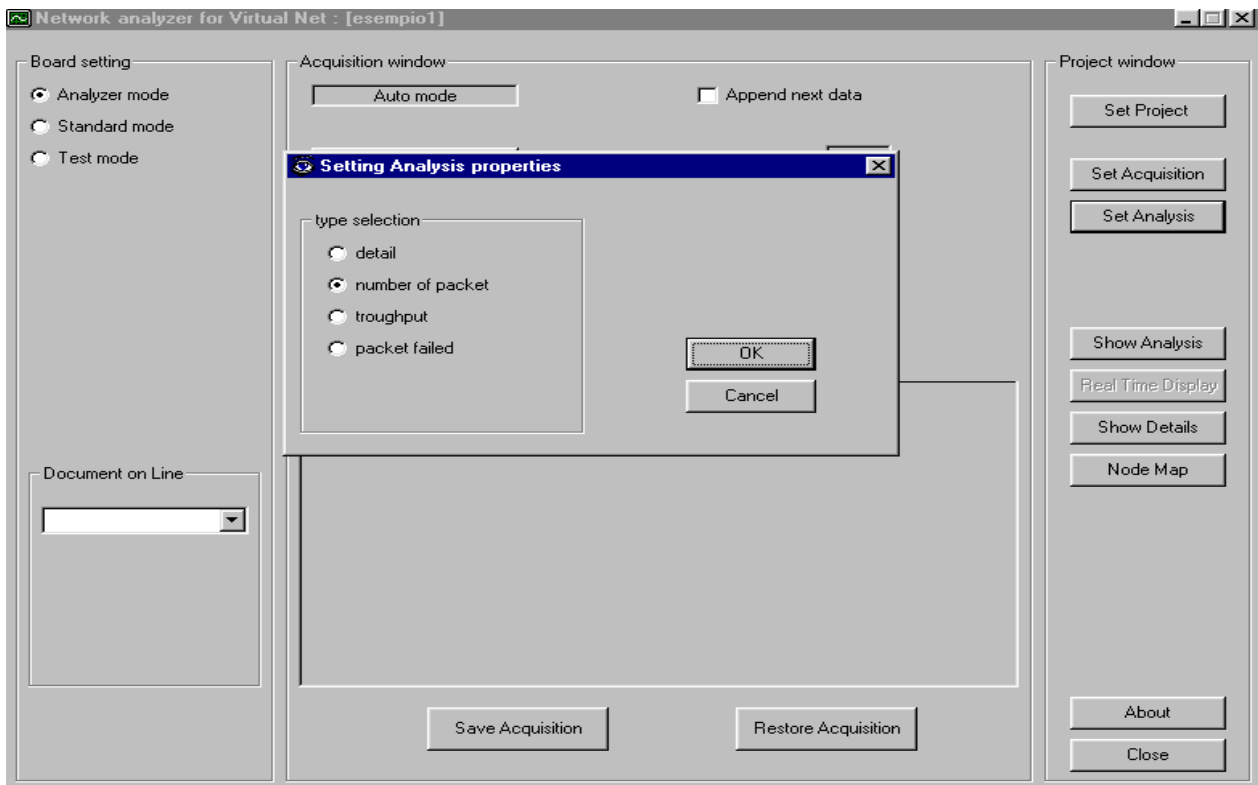 Network analyzer for Virtual Net : [esempio1]
Board setting
Analyzer mode
Standard mode
Test mode
Document on Line
Acquisition window
Auto mode
Append next data
Setting Analysis properties
type selection
detail
number of packet
troughput
packet failed
OK
Cancel
Save Acquisition
Restore Acquisition
Project window
Set Project
Set Acquisition
Set Analysis
Show Analysis
Real Time Display
Show Details
Node Map
About
Close